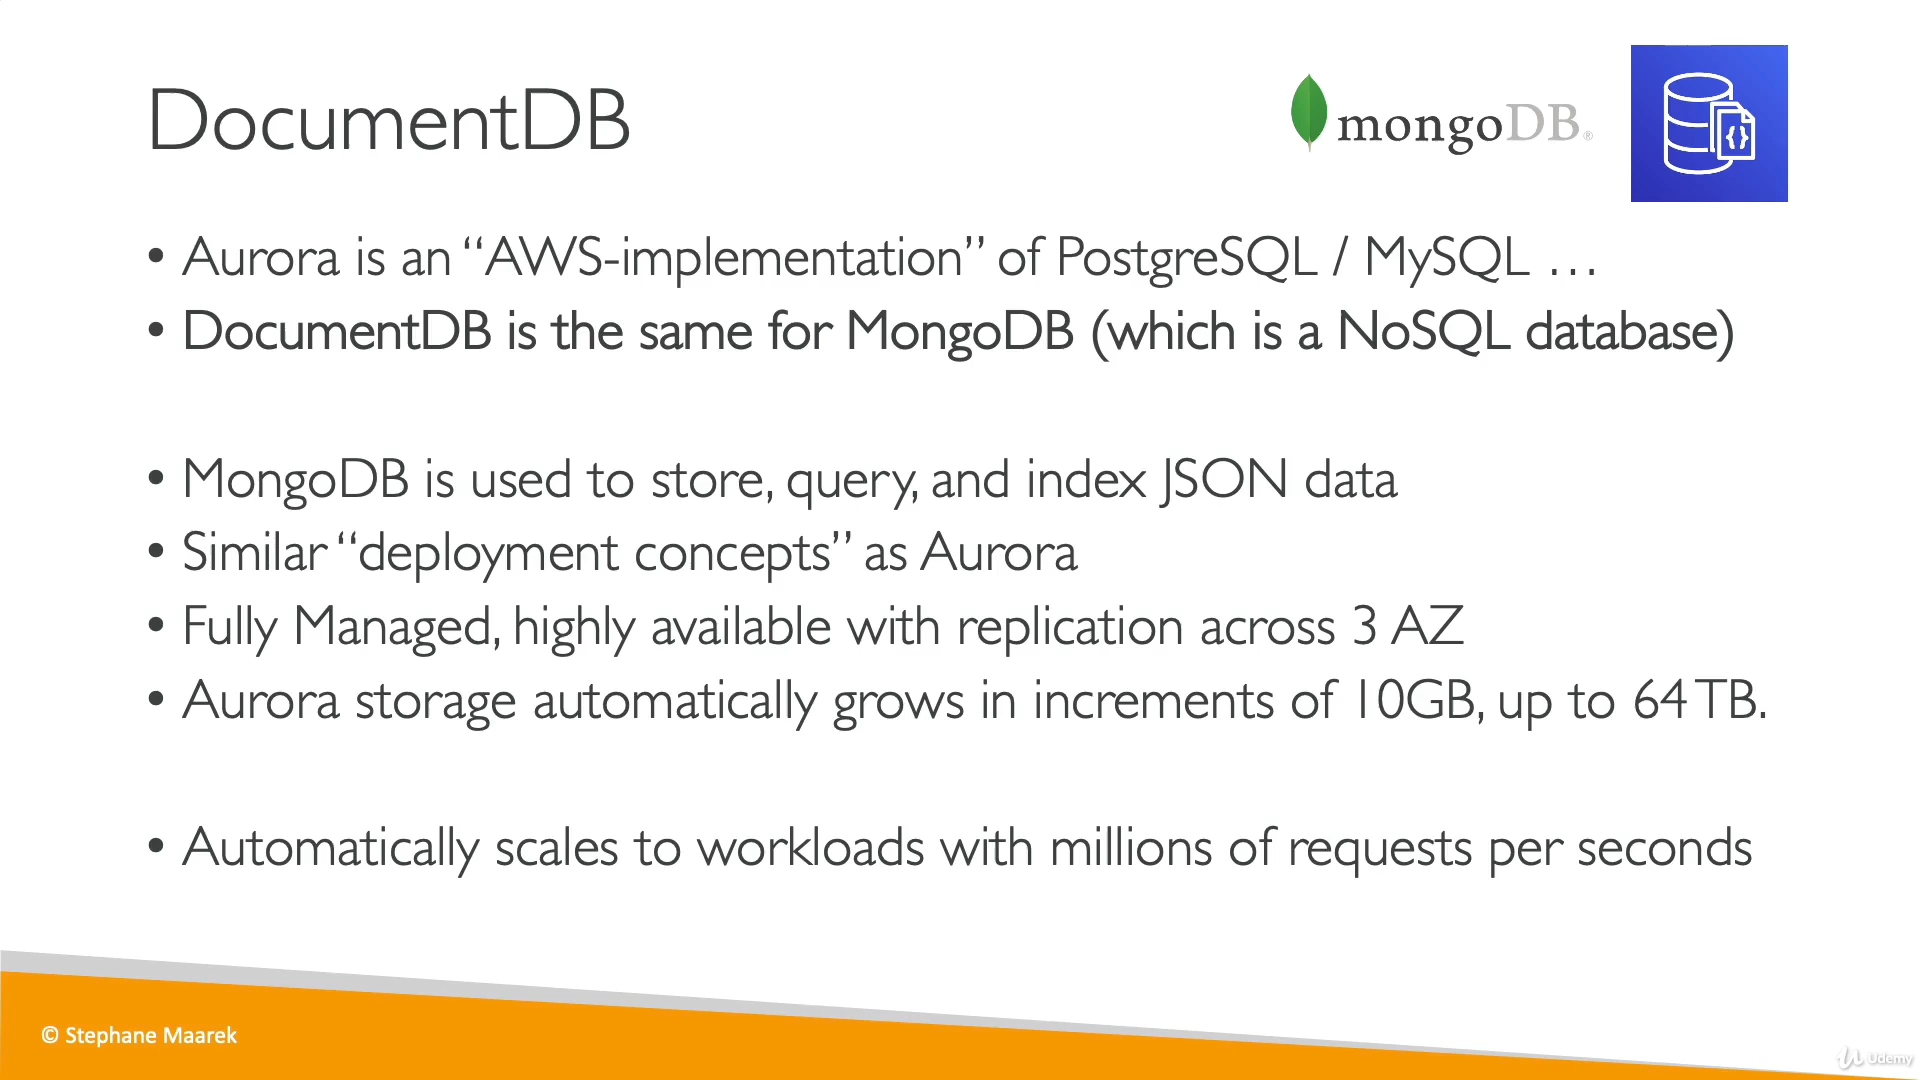 DocumentDB
mongoDB®
{}
• Aurora is an “AWS-implementation” of PostgreSQL / MySQL …
• DocumentDB is the same for MongoDB (which is a NoSQL database)
• MongoDB is used to store, query, and index JSON data
• Similar “deployment concepts” as Aurora
• Fully Managed, highly available with replication across 3 AZ
• Aurora storage automatically grows in increments of 10GB, up to 64 TB.
• Automatically scales to workloads with millions of requests per seconds
© Stephane Maarek
Udemy